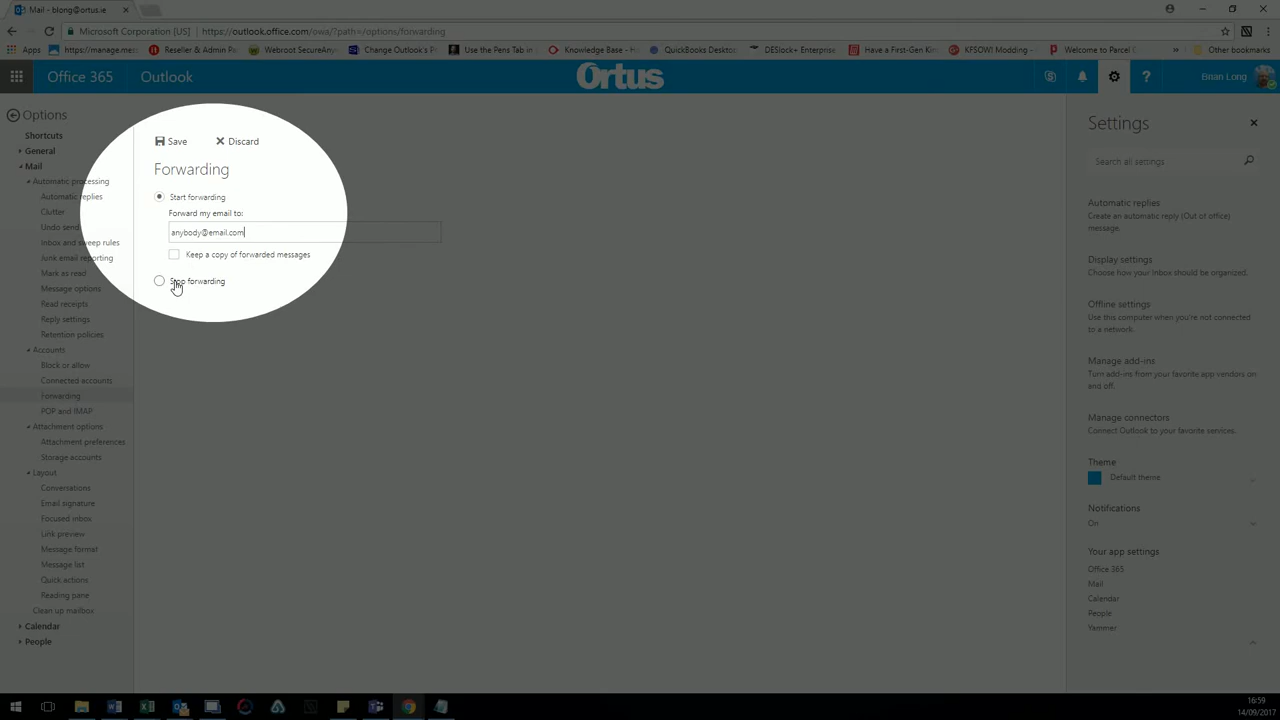 Mail - blong@ortus.ie
Microsoft Corporation [US] https://outlook.office.com/owa/?path=/options/forwarding
Apps https://manage.mess Reseller & Admin Pa Webroot SecureAny Change Outlook's Po Use the Pens Tab in Knowledge Base - H QuickBooks Desktop DESlock+ Enterprise Have a First-Gen Kin KFSOWI Modding - Welcome to Parcel C » Other bookmarks
Office 365 Outlook Ortus ? Brian Long
Options
Shortcuts
General
Mail
Automatic processing
Automatic replies
Clutter
Undo send
Inbox and sweep rules
Junk email reporting
Mark as read
Message options
Read receipts
Reply settings
Retention policies
Accounts
Block or allow
Connected accounts
Forwarding
POP and IMAP
Attachment options
Attachment preferences
Storage accounts
Layout
Conversations
Email signature
Focused inbox
Link preview
Message format
Message list
Quick actions
Reading pane
Clean up mailbox
Calendar
People
Save Discard
Forwarding
Start forwarding
Forward my email to:
anybody@email.com
Keep a copy of forwarded messages
Stop forwarding
Settings
Search all settings
Automatic replies
Create an automatic reply (Out of office)
message.
Display settings
Choose how your Inbox should be organized.
Offline settings
Use this computer when you're not connected
to a network.
Manage add-ins
Turn add-ins from your favorite app vendors on
and off.
Manage connectors
Connect Outlook to your favorite services.
Theme
Default theme
Notifications
On
Your app settings
Office 365
Mail
Calendar
People
Yammer
16:59
14/09/2017